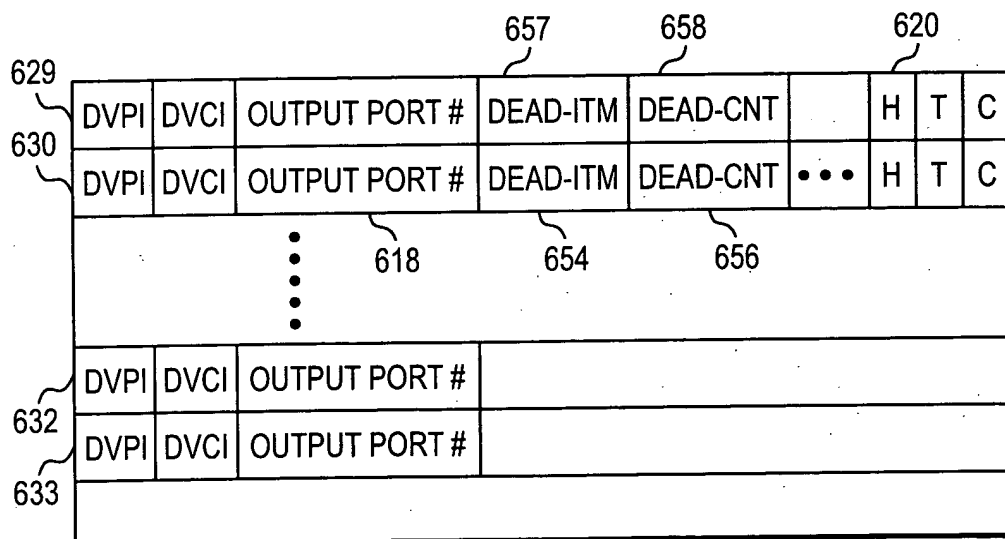 657 658 620
629
DVPI DVCI OUTPUT PORT # DEAD-ITM DEAD-CNT H T C
630
DVPI DVCI OUTPUT PORT # DEAD-ITM DEAD-CNT ••• H T C
618 654 656
DVPI DVCI OUTPUT PORT #
632
DVPI DVCI OUTPUT PORT #
633